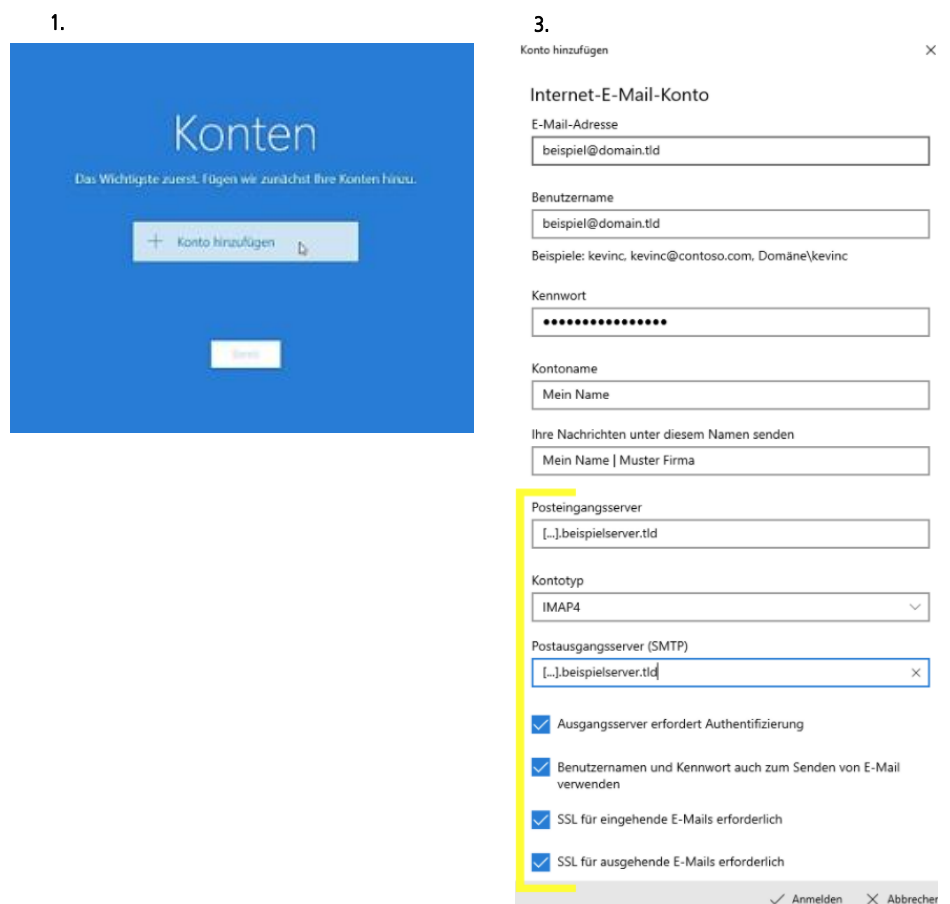 1.
Konten
Das Wichtigste zuerst. Fügen wir zunächst Ihre Konten hinzu.
+ Konto hinzufügen
3.
Konto hinzufügen
Internet-E-Mail-Konto
E-Mail-Adresse
beispiel@domain.tld
Benutzername
beispiel@domain.tld
Beispiele: kevinc, kevinc@contoso.com, Domäne\kevinc
Kennwort
••••••••••••••••
Kontoname
Mein Name
Ihre Nachrichten unter diesem Namen senden
Mein Name | Muster Firma
Posteingangsserver
[...].beispielserver.tld
Kontotyp
IMAP4
Postausgangsserver (SMTP)
[...].beispielserver.tld
Ausgangsserver erfordert Authentifizierung
Benutzernamen und Kennwort auch zum Senden von E-Mail
verwenden
SSL für eingehende E-Mails erforderlich
SSL für ausgehende E-Mails erforderlich
Anmelden
Abbrechen